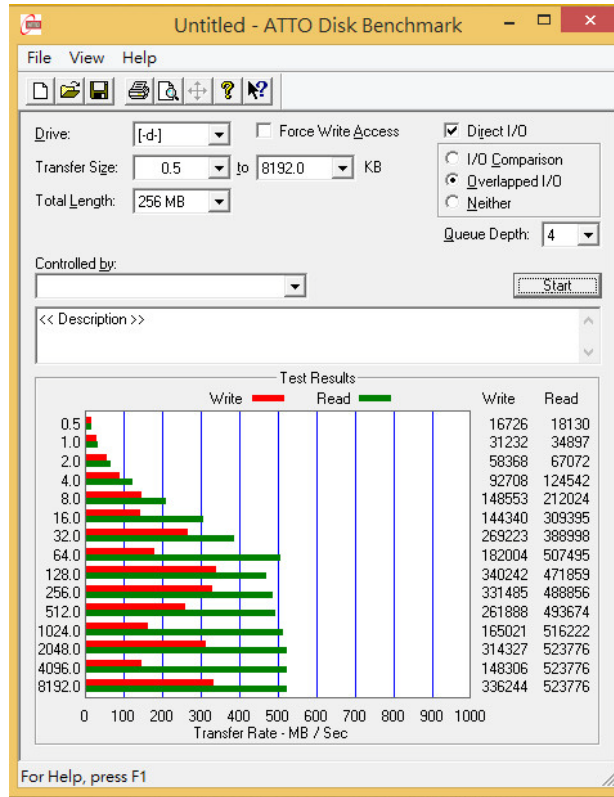 Untitled - ATTO Disk Benchmark
File View Help
Drive: [-d-] Force Write Access Direct I/O
Transfer Size: 0.5 to 8192.0 KB I/O Comparison
Overlapped I/O
Total Length: 256 MB Neither
Queue Depth: 4
Controlled by:
Start
<< Description >>
Test Results
Write Read Write Read
0.5 16726 18130
1.0 31232 34897
2.0 58368 67072
4.0 92708 124542
8.0 148553 212024
16.0 144340 309395
32.0 269223 388998
64.0 182004 507495
128.0 340242 471859
256.0 331485 488856
512.0 261888 493674
1024.0 165021 516222
2048.0 314327 523776
4096.0 148306 523776
8192.0 336244 523776
0 100 200 300 400 500 600 700 800 900 1000
Transfer Rate - MB / Sec
For Help, press F1